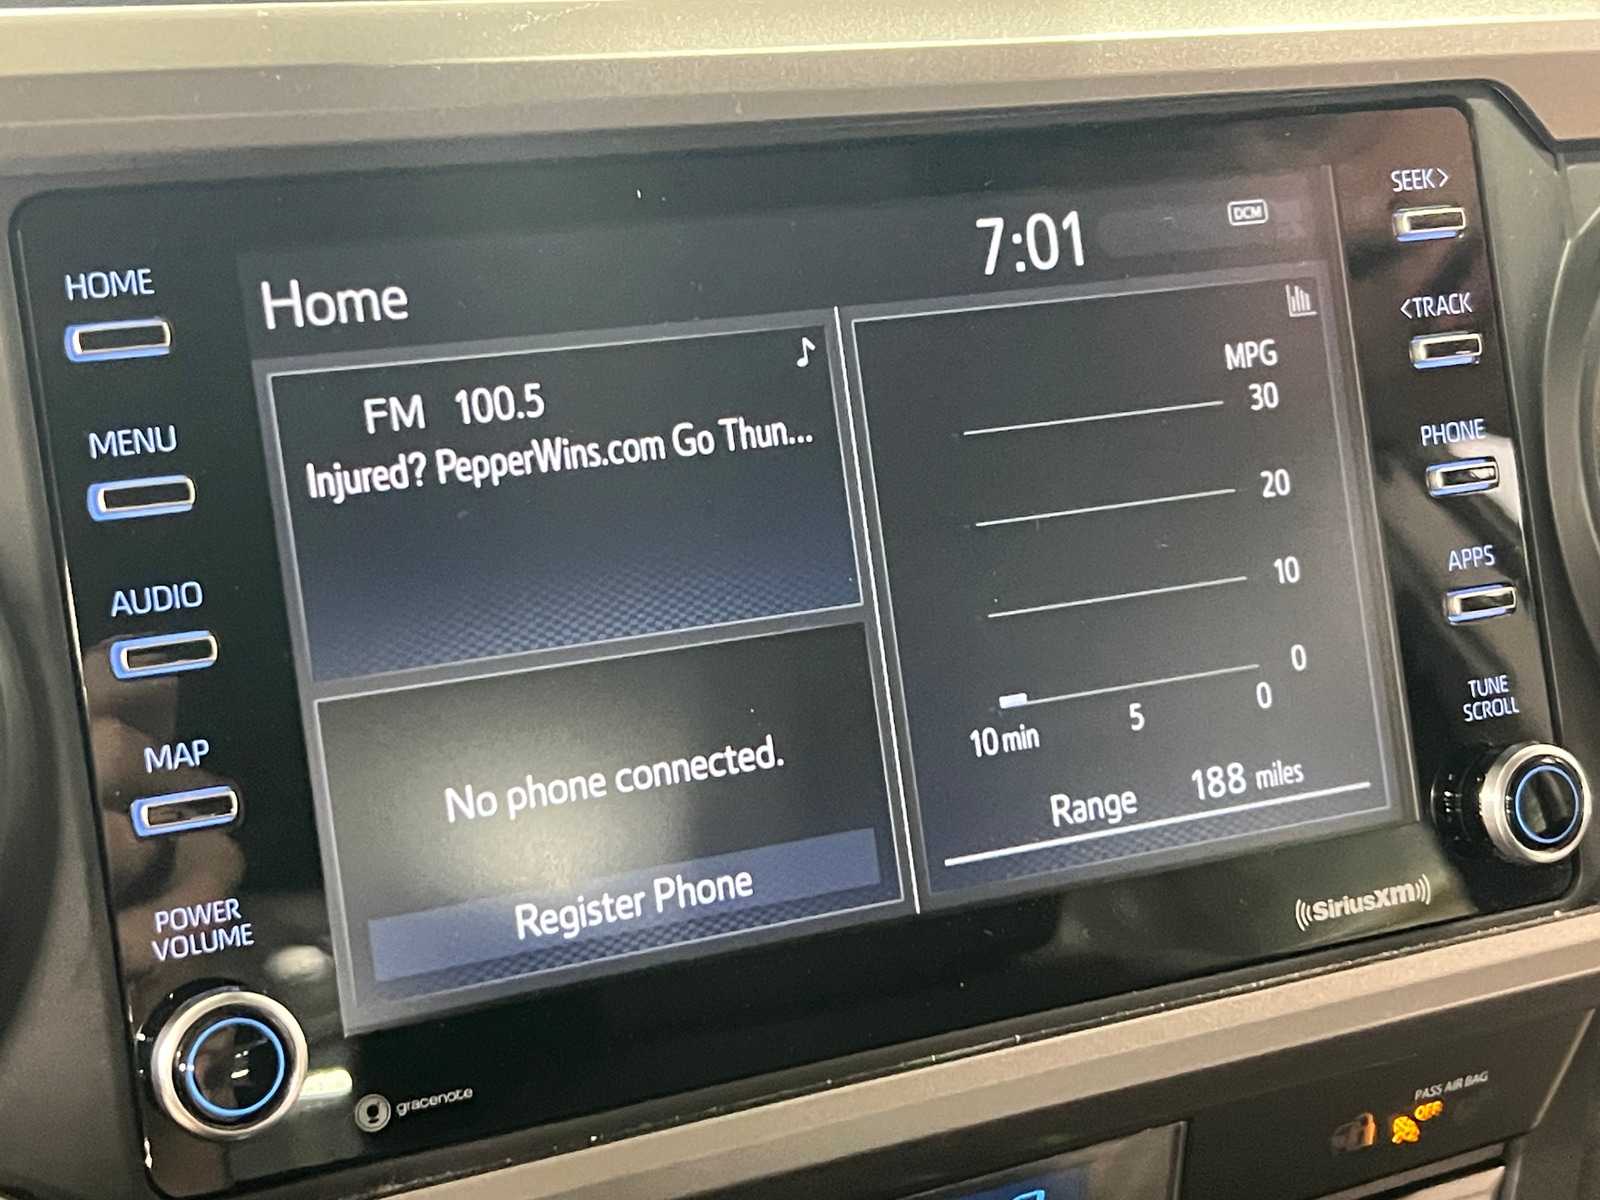 HOME
MENU
AUDIO
MAP
POWER
VOLUME
Home
7:01
DCM
FM 100.5
Injured? PepperWins.com Go Thun...
No phone connected.
Register Phone
MPG
30
20
10
0
10 min 5 0
Range 188 miles
SEEK>
<TRACK
PHONE
APPS
TUNE
SCROLL
((SiriusXM))
gracenote
PASS AIR BAG
OFF